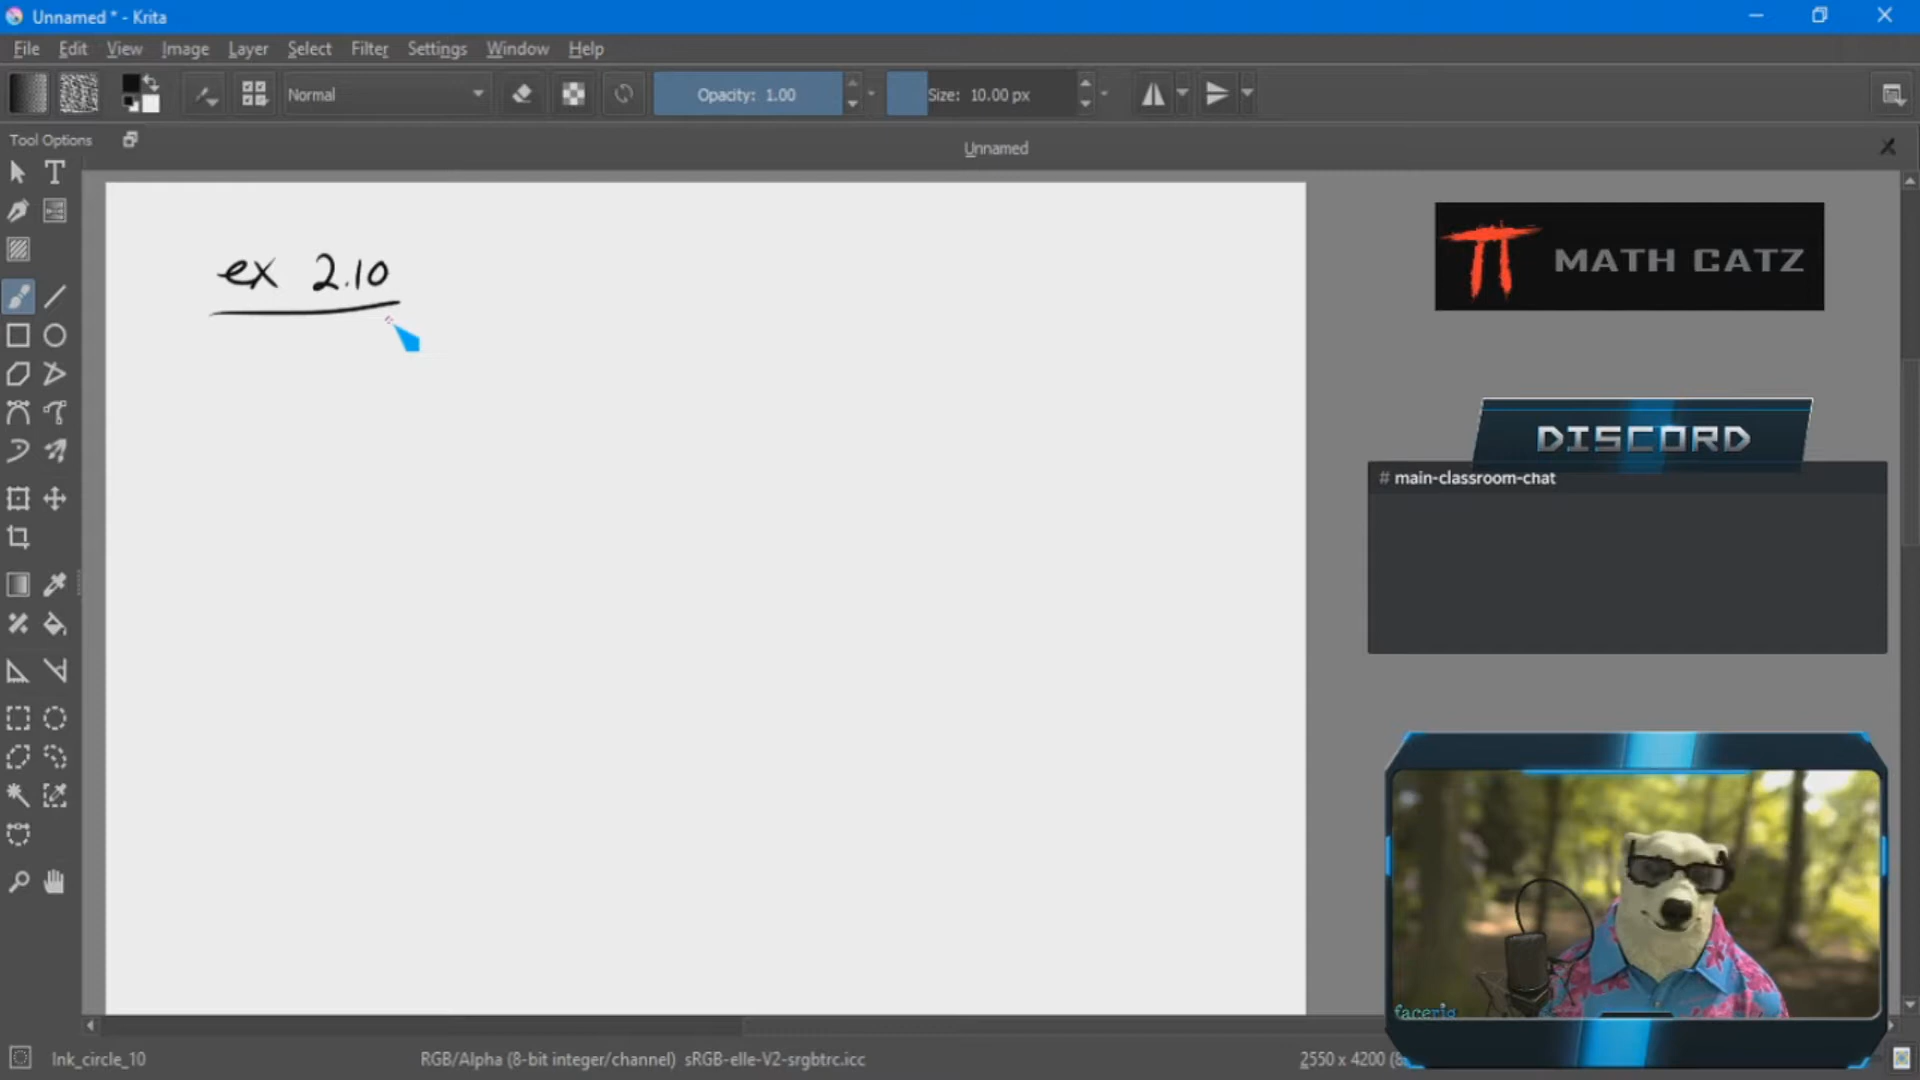 Unnamed * - Krita
File Edit View Image Layer Select Filter Settings Window Help
Normal
Opacity: 1.00
Size: 10.00 px
Tool Options
Unnamed
ex 2.10
MATH CATZ
DISCORD
# main-classroom-chat
facerig
Ink_circle_10
RGB/Alpha (8-bit integer/channel) sRGB-elle-V2-srgbtrc.icc
2550 x 4200 (8